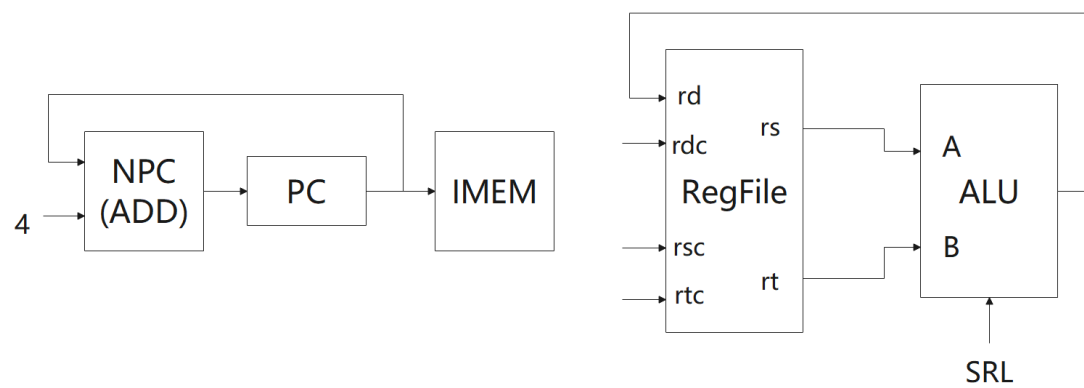 4
NPC
(ADD)
PC
IMEM
rd
rdc
rsc
rtc
RegFile
rs
rt
A
B
ALU
SRL